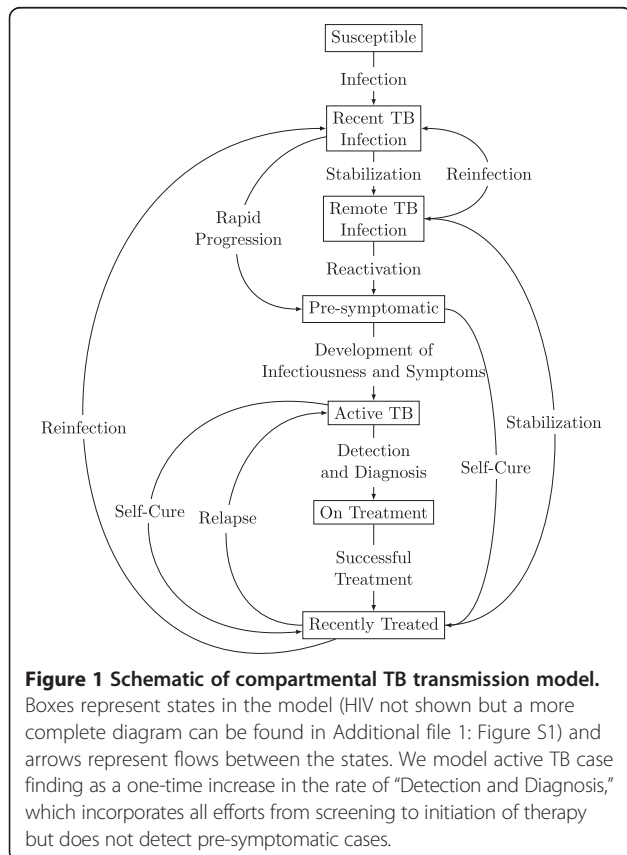 Susceptible
Infection
Recent TB
Infection
Stabilization
Reinfection
Rapid
Progression
Remote TB
Infection
Reactivation
Pre-symptomatic
Development of
Infectiousness and Symptoms
Active TB
Reinfection
Stabilization
Detection
and Diagnosis
Self-Cure
Self-Cure
Relapse
On Treatment
Successful
Treatment
Recently Treated
Figure 1 Schematic of compartmental TB transmission model.
Boxes represent states in the model (HIV not shown but a more
complete diagram can be found in Additional file 1: Figure S1) and
arrows represent flows between the states. We model active TB case
finding as a one-time increase in the rate of “Detection and Diagnosis,”
which incorporates all efforts from screening to initiation of therapy
but does not detect pre-symptomatic cases.